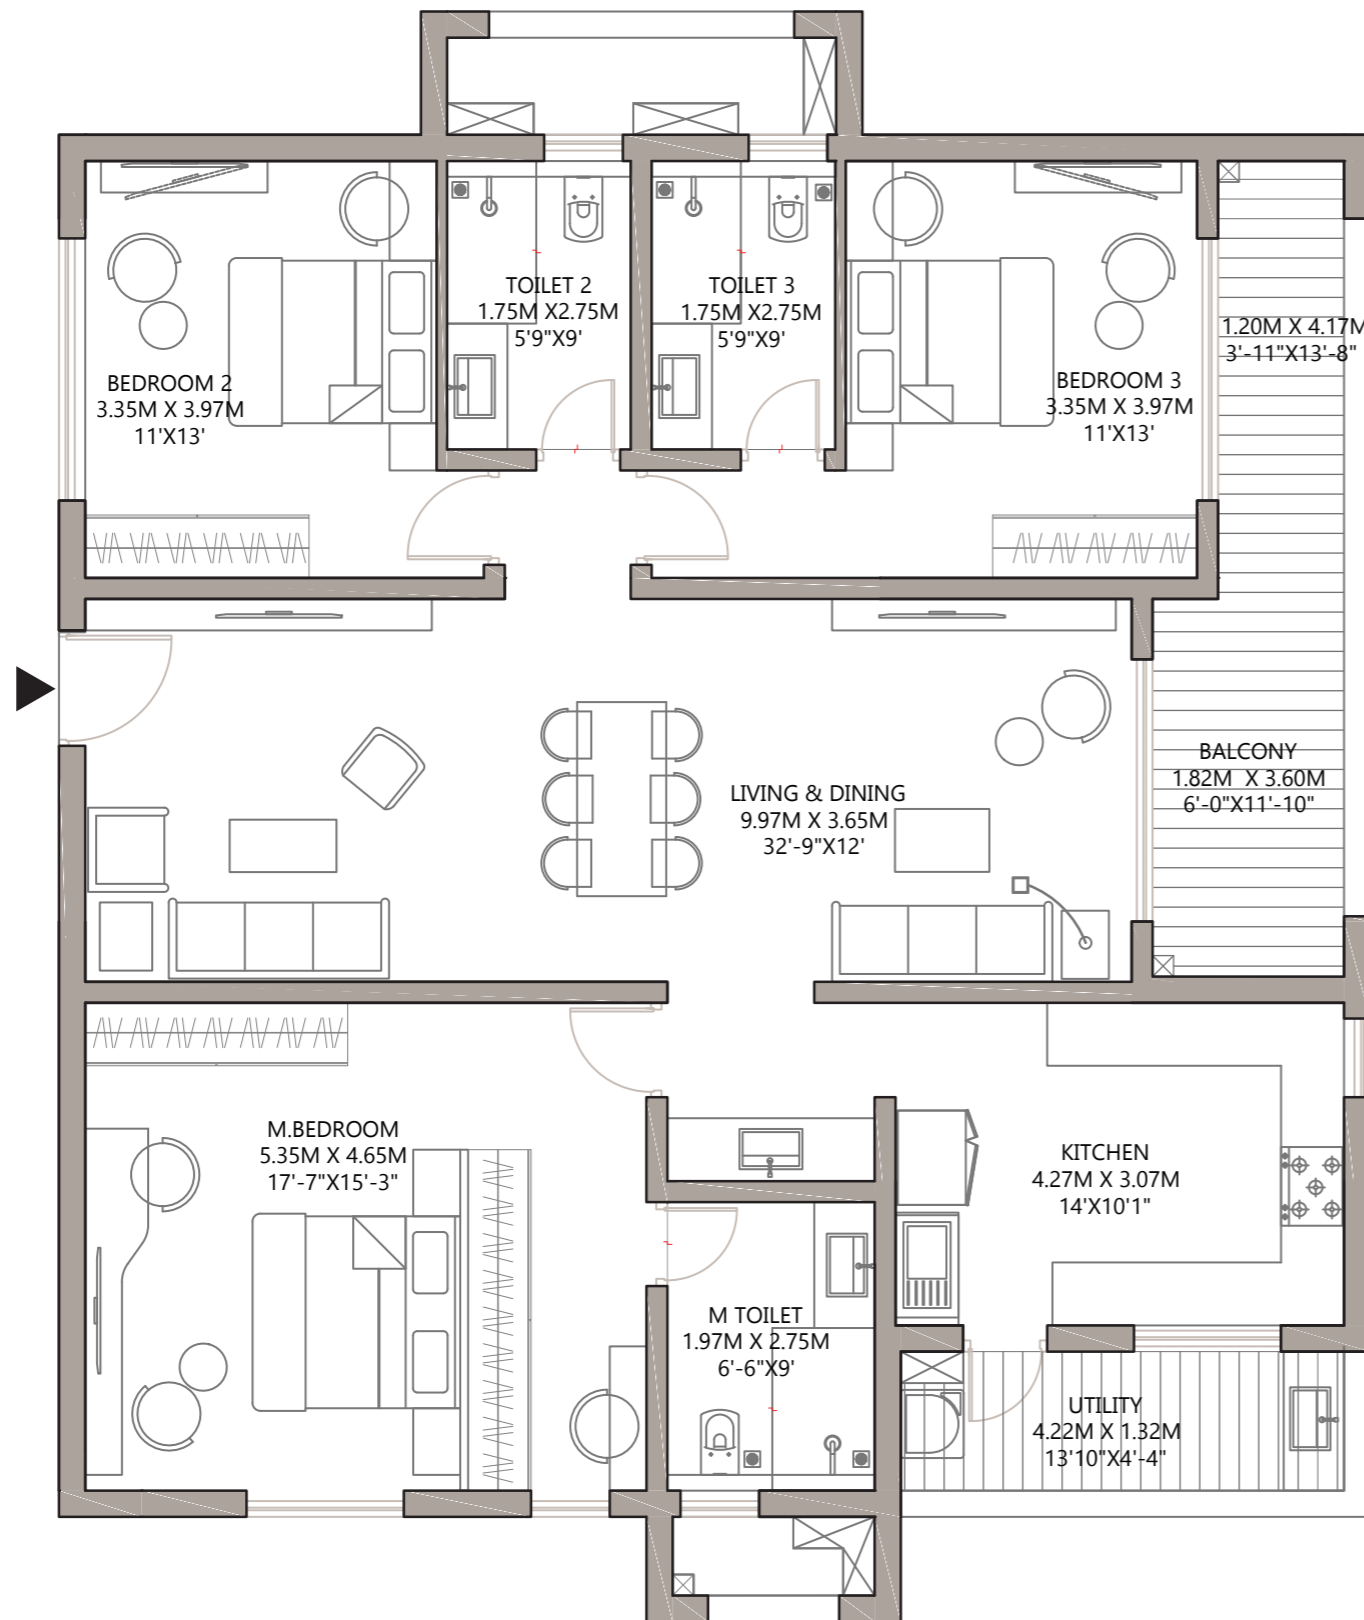 TOILET 2
1.75M X2.75M
5'9"X9'
TOILET 3
1.75M X2.75M
5'9"X9'
1.20M X 4.17M
3'-11"X13'-8"
BEDROOM 2
3.35M X 3.97M
11'X13'
BEDROOM 3
3.35M X 3.97M
11'X13'
BALCONY
1.82M X 3.60M
6'-0"X11'-10"
LIVING & DINING
9.97M X 3.65M
32'-9"X12'
M.BEDROOM
5.35M X 4.65M
17'-7"X15'-3"
KITCHEN
4.27M X 3.07M
14'X10'1"
M TOILET
1.97M X 2.75M
6'-6"X9'
UTILITY
4.22M X 1.32M
13'10"X4'-4"